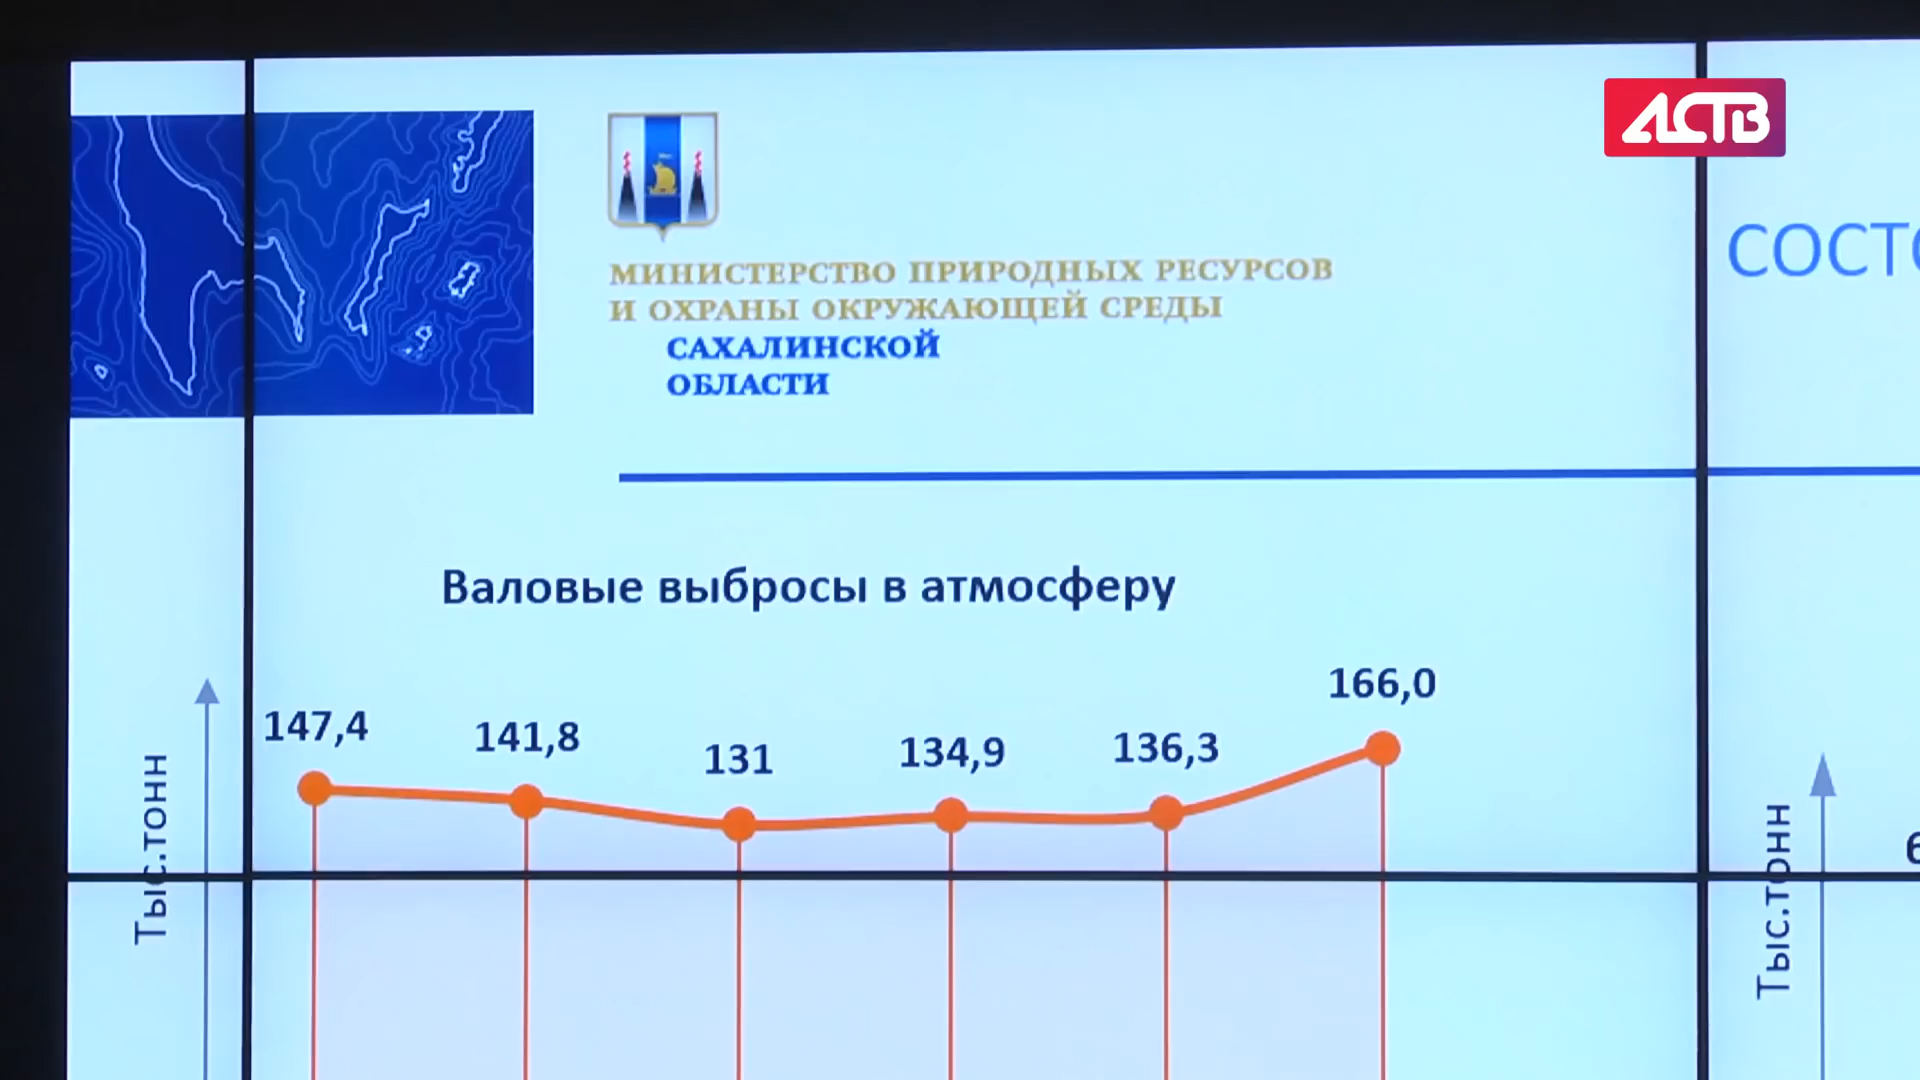 АСТВ
МИНИСТЕРСТВО ПРИРОДНЫХ РЕСУРСОВ
И ОХРАНЫ ОКРУЖАЮЩЕЙ СРЕДЫ
САХАЛИНСКОЙ
ОБЛАСТИ
Валовые выбросы в атмосферу
Тыс.тонн
147,4
141,8
131
134,9
136,3
166,0
Тыс.тонн